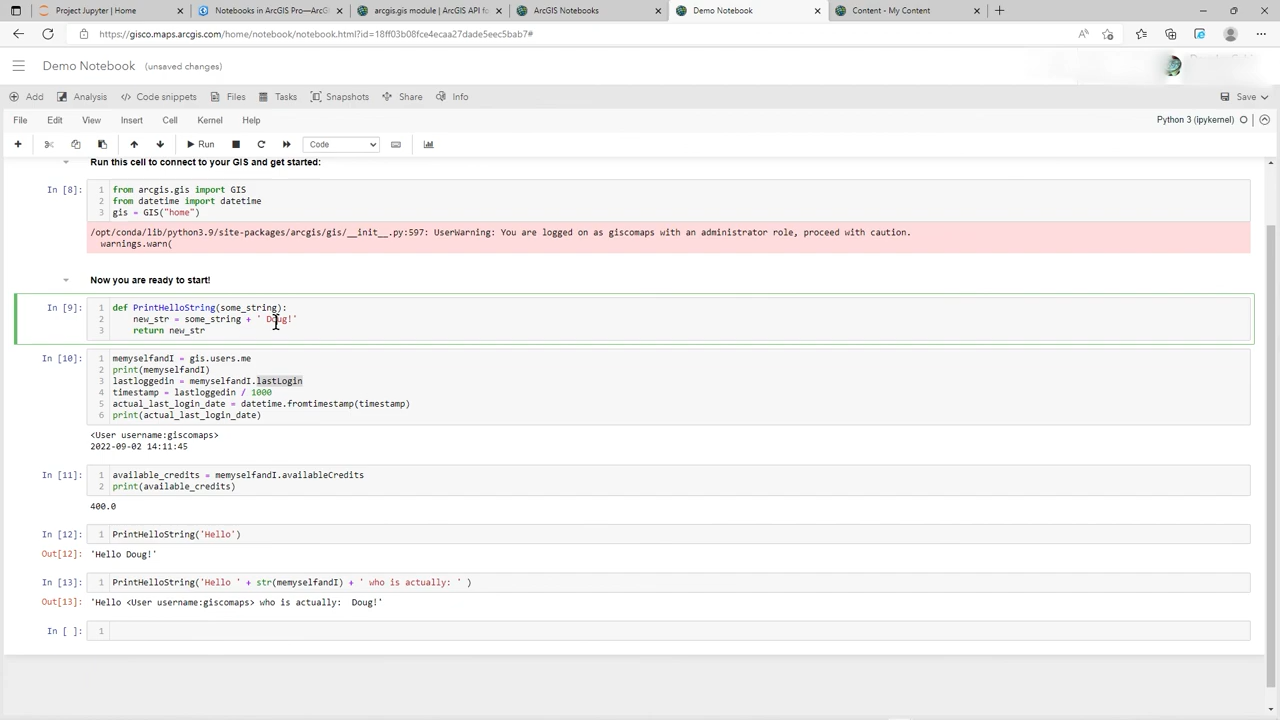 Project Jupyter | Home
Notebooks in ArcGIS Pro—ArcG
arcgis.gis module | ArcGIS API fo
ArcGIS Notebooks
Demo Notebook
Content - My Content
https://gisco.maps.arcgis.com/home/notebook/notebook.html?id=18ff03b08fce4ecaa27dade5eec5bab7#
Demo Notebook (unsaved changes)
Add Analysis Code snippets Files Tasks Snapshots Share Info Save
File Edit View Insert Cell Kernel Help Python 3 (ipykernel)
Run Code
Run this cell to connect to your GIS and get started:
In [8]: 1 from arcgis.gis import GIS
2 from datetime import datetime
3 gis = GIS("home")
/opt/conda/lib/python3.9/site-packages/arcgis/gis/__init__.py:597: UserWarning: You are logged on as giscomaps with an administrator role, proceed with caution.
warnings.warn(
Now you are ready to start!
In [9]: 1 def PrintHelloString(some_string):
2 new_str = some_string + ' Doug!'
3 return new_str
In [10]: 1 memyselfandI = gis.users.me
2 print(memyselfandI)
3 lastloggedin = memyselfandI.lastLogin
4 timestamp = lastloggedin / 1000
5 actual_last_login_date = datetime.fromtimestamp(timestamp)
6 print(actual_last_login_date)
<User username:giscomaps>
2022-09-02 14:11:45
In [11]: 1 available_credits = memyselfandI.availableCredits
2 print(available_credits)
400.0
In [12]: 1 PrintHelloString('Hello')
Out[12]: 'Hello Doug!'
In [13]: 1 PrintHelloString('Hello ' + str(memyselfandI) + ' who is actually: ' )
Out[13]: 'Hello <User username:giscomaps> who is actually:  Doug!'
In [ ]: 1